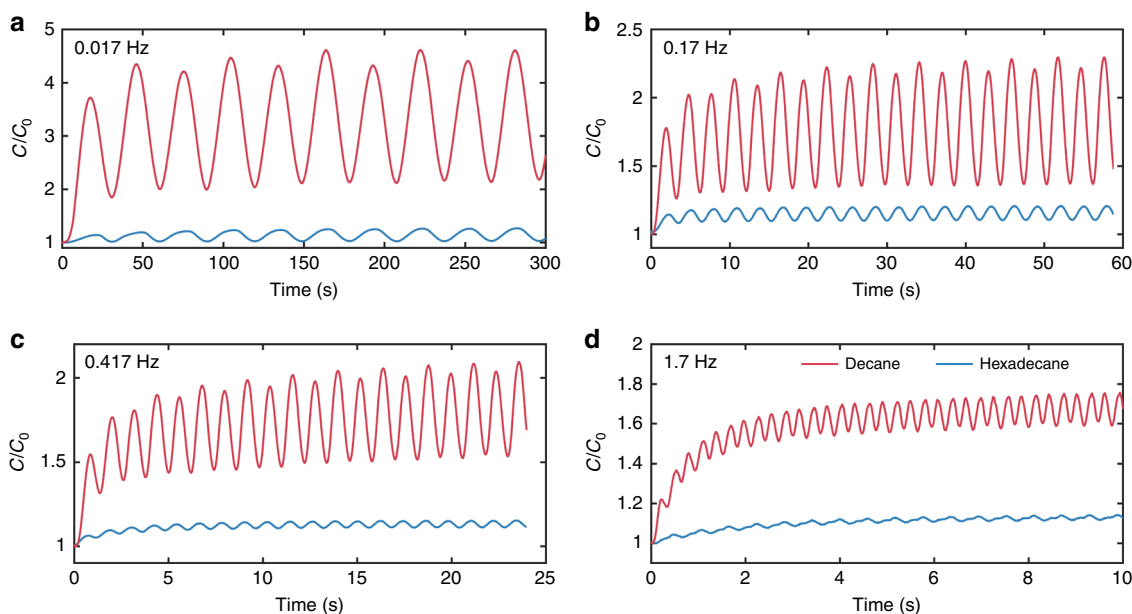 a
0.017 Hz
C/C0
5
4
3
2
1
0 50 100 150 200 250 300
Time (s)
b
0.17 Hz
C/C0
2.5
2
1.5
1
0 10 20 30 40 50 60
Time (s)
c
0.417 Hz
C/C0
2
1.5
1
0 5 10 15 20 25
Time (s)
d
1.7 Hz
Decane Hexadecane
C/C0
2
1.8
1.6
1.4
1.2
1
0 2 4 6 8 10
Time (s)